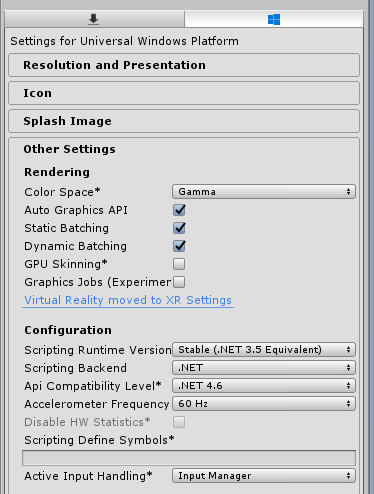 Settings for Universal Windows Platform
Resolution and Presentation
Icon
Splash Image
Other Settings
Rendering
Color Space* Gamma
Auto Graphics API
Static Batching
Dynamic Batching
GPU Skinning*
Graphics Jobs (Experimen
Virtual Reality moved to XR Settings
Configuration
Scripting Runtime Version Stable (.NET 3.5 Equivalent)
Scripting Backend .NET
Api Compatibility Level* .NET 4.6
Accelerometer Frequency 60 Hz
Disable HW Statistics*
Scripting Define Symbols*
Active Input Handling* Input Manager